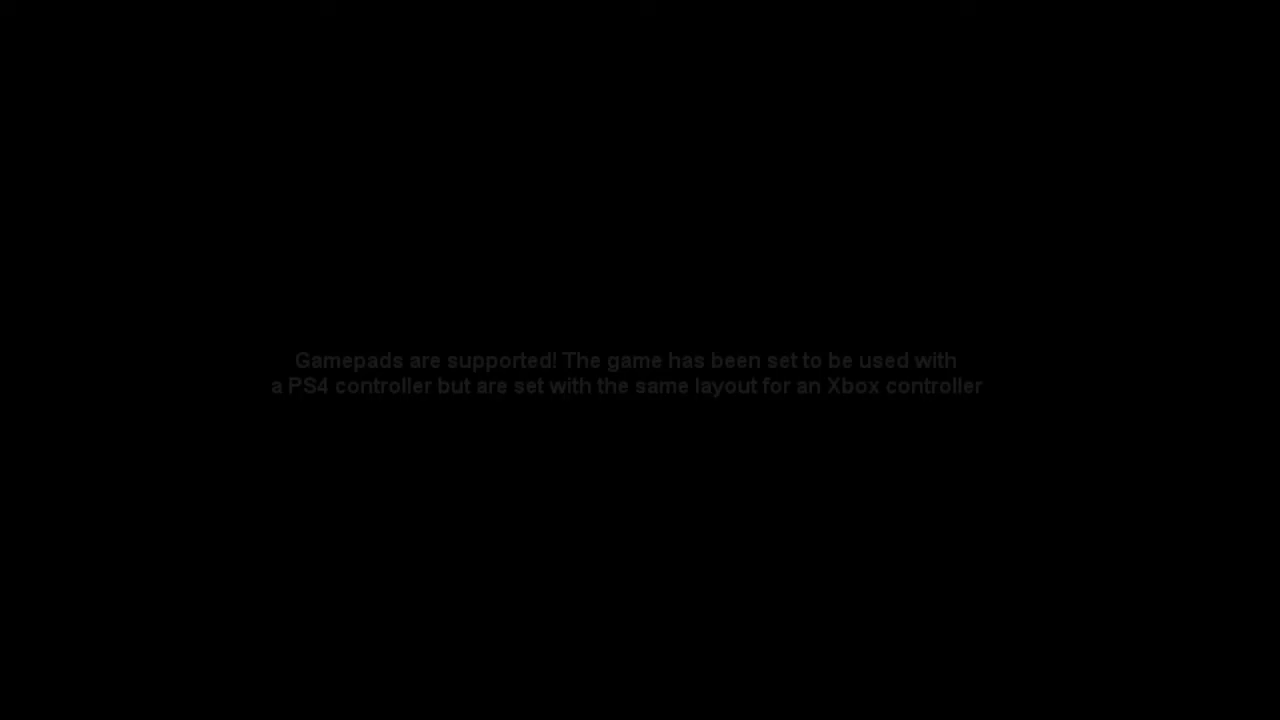 Gamepads are supported! The game has been set to be used with
a PS4 controller but are set with the same layout for an Xbox controller